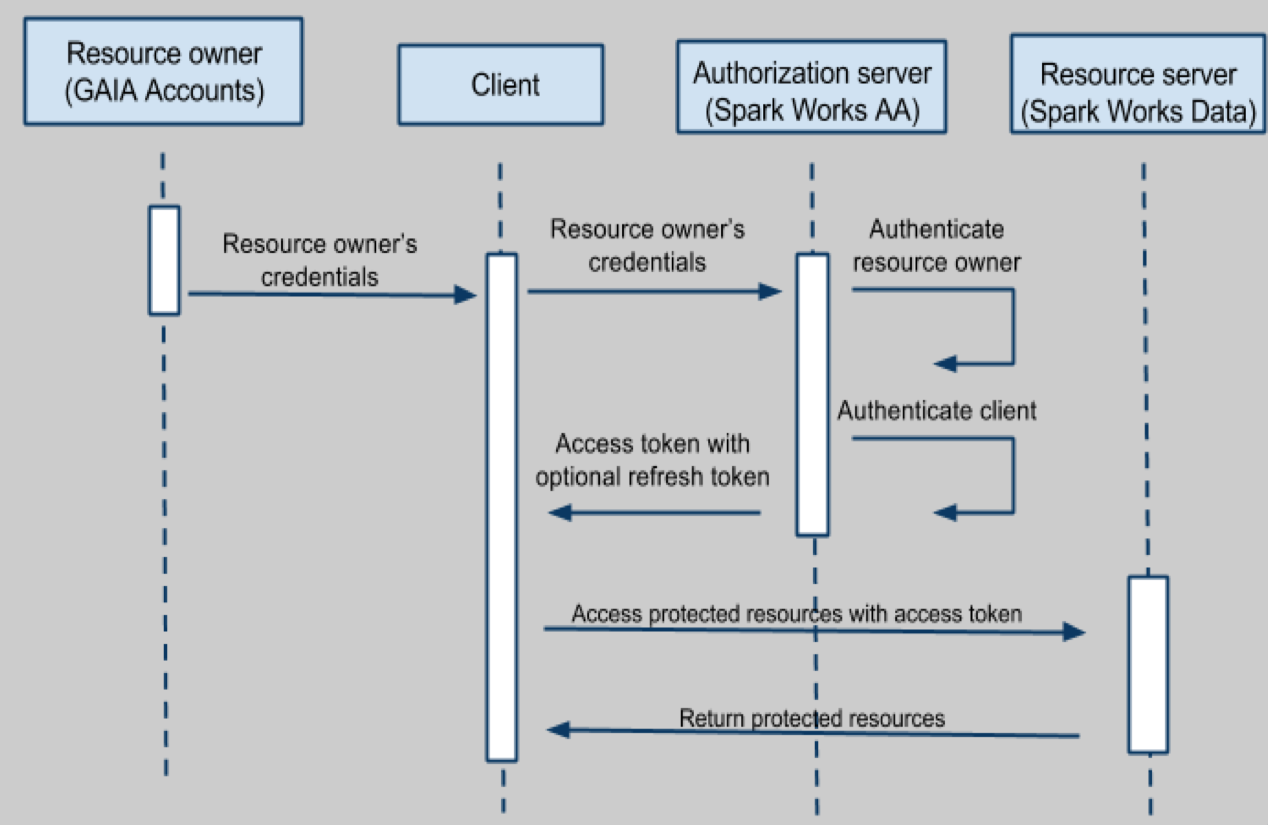 Resource owner
(GAIA Accounts)
Client
Authorization server
(Spark Works AA)
Resource server
(Spark Works Data)
Resource owner's
credentials
Resource owner's
credentials
Authenticate
resource owner
Authenticate client
Access token with
optional refresh token
Access protected resources with access token
Return protected resources